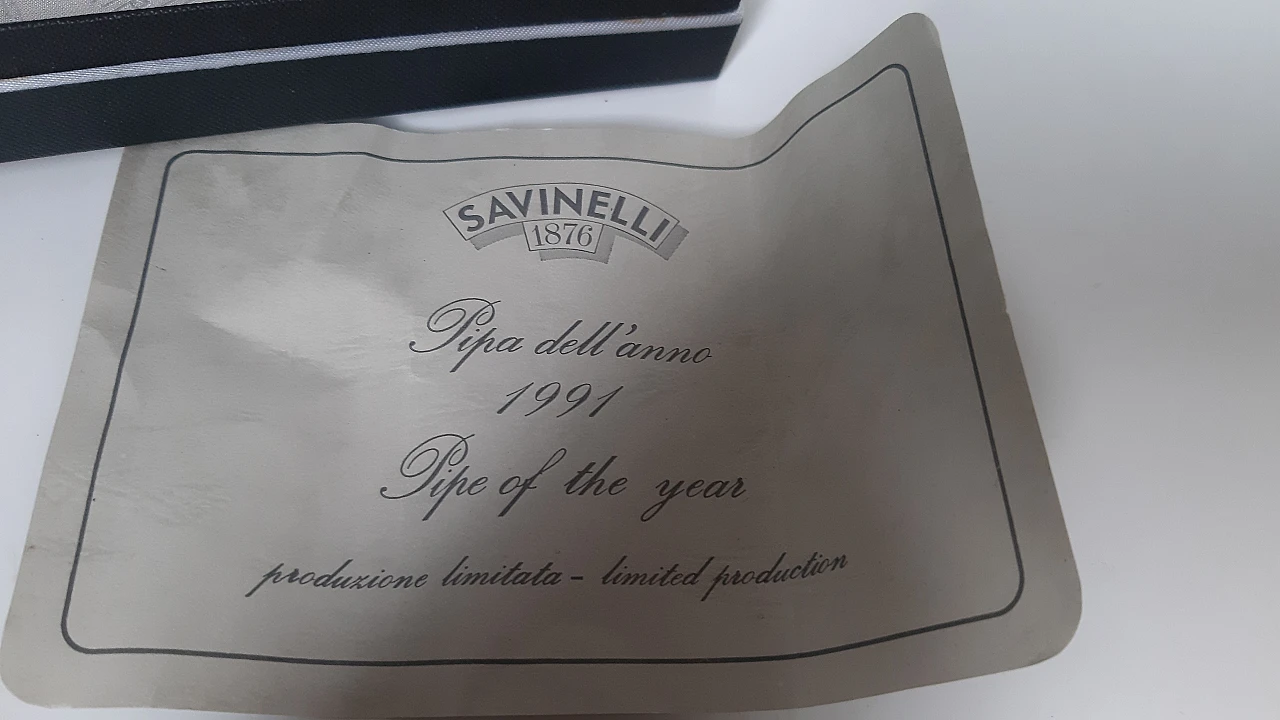 SAVINELLI
1876
Pipa dell'anno
1991
Pipe of the year
produzione limitata - limited production